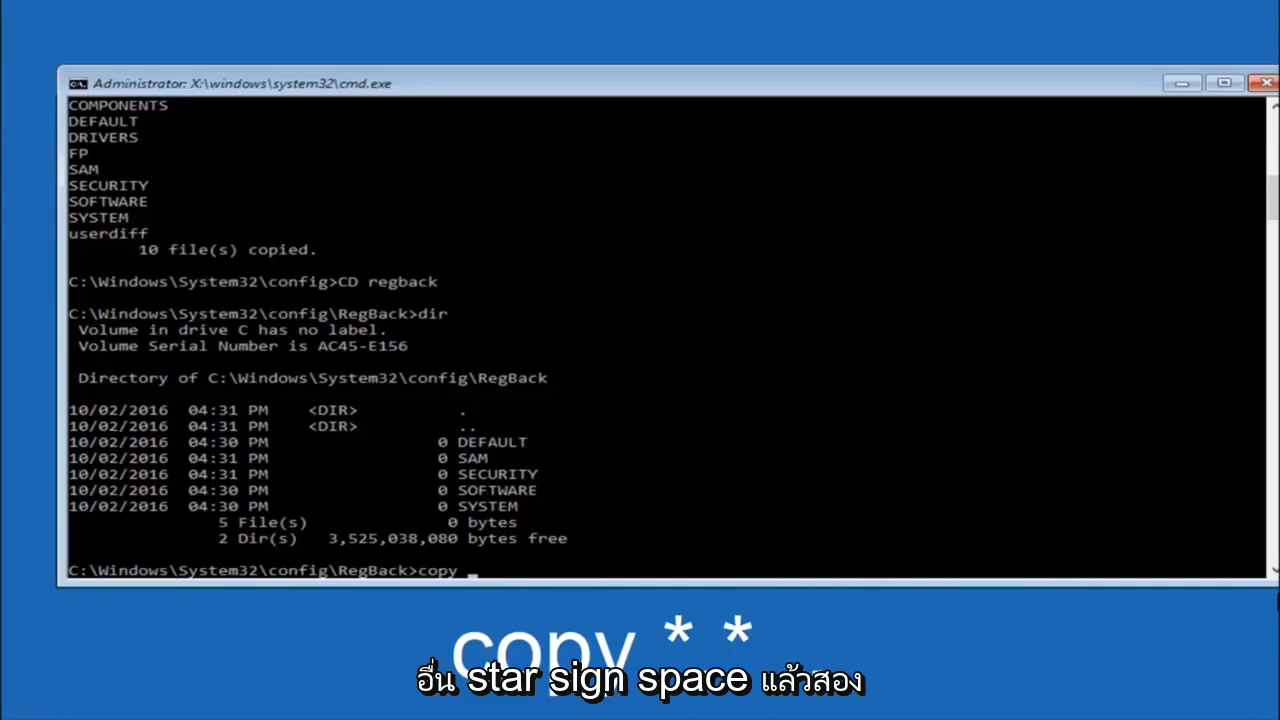 Administrator: X:\windows\system32\cmd.exe
COMPONENTS
DEFAULT
DRIVERS
FP
SAM
SECURITY
SOFTWARE
SYSTEM
userdiff
10 file(s) copied.
C:\Windows\System32\config>CD regback
C:\Windows\System32\config\RegBack>dir
Volume in drive C has no label.
Volume Serial Number is AC45-E156
Directory of C:\Windows\System32\config\RegBack
10/02/2016 04:31 PM <DIR> .
10/02/2016 04:31 PM <DIR> ..
10/02/2016 04:30 PM 0 DEFAULT
10/02/2016 04:31 PM 0 SAM
10/02/2016 04:31 PM 0 SECURITY
10/02/2016 04:30 PM 0 SOFTWARE
10/02/2016 04:30 PM 0 SYSTEM
5 File(s) 0 bytes
2 Dir(s) 3,525,038,080 bytes free
C:\Windows\System32\config\RegBack>copy _
copy * *
อื่น star sign space แล้วสอง